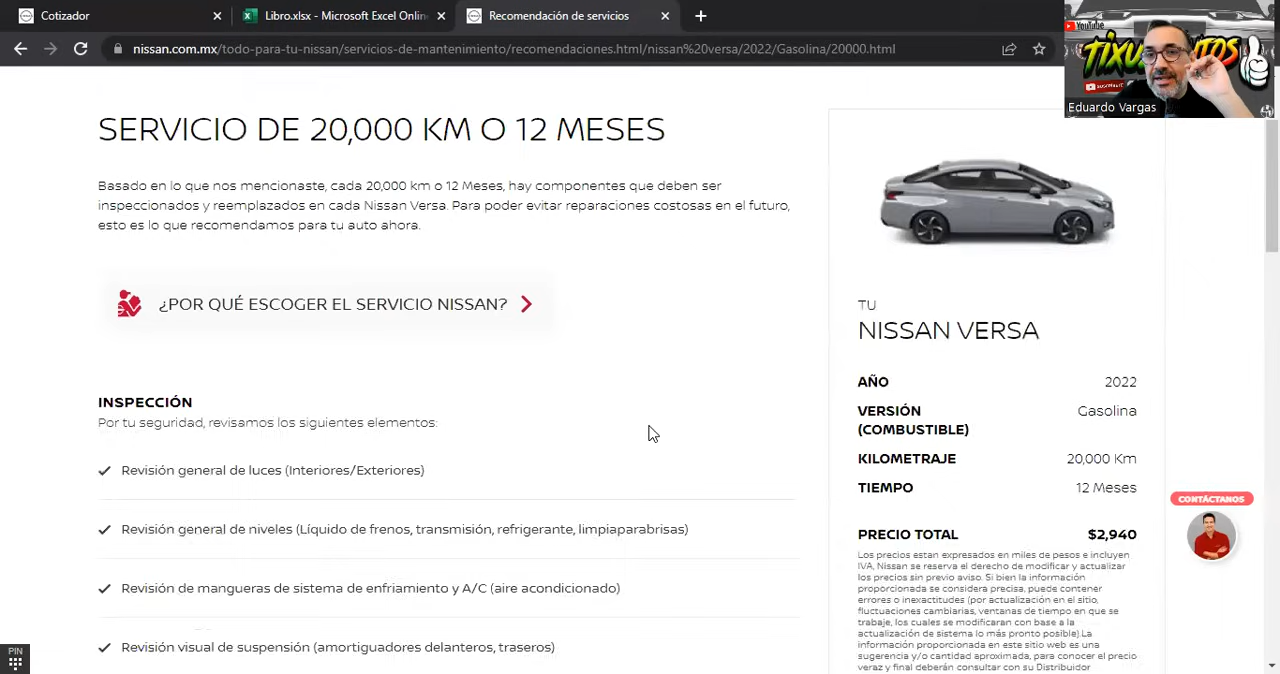 Cotizador
Libro.xlsx - Microsoft Excel Online
Recomendación de servicios
nissan.com.mx/todo-para-tu-nissan/servicios-de-mantenimiento/recomendaciones.html/nissan%20versa/2022/Gasolina/20000.html
YouTube
Eduardo Vargas
SERVICIO DE 20,000 KM O 12 MESES
Basado en lo que nos mencionaste, cada 20,000 km o 12 Meses, hay componentes que deben ser
inspeccionados y reemplazados en cada Nissan Versa. Para poder evitar reparaciones costosas en el futuro,
esto es lo que recomendamos para tu auto ahora.
¿POR QUÉ ESCOGER EL SERVICIO NISSAN?
INSPECCIÓN
Por tu seguridad, revisamos los siguientes elementos:
Revisión general de luces (Interiores/Exteriores)
Revisión general de niveles (Líquido de frenos, transmisión, refrigerante, limpiaparabrisas)
Revisión de mangueras de sistema de enfriamiento y A/C (aire acondicionado)
Revisión visual de suspensión (amortiguadores delanteros, traseros)
TU
NISSAN VERSA
AÑO 2022
VERSIÓN Gasolina
(COMBUSTIBLE)
KILOMETRAJE 20,000 Km
TIEMPO 12 Meses
PRECIO TOTAL $2,940
Los precios estan expresados en miles de pesos e incluyen
IVA, Nissan se reserva el derecho de modificar y actualizar
los precios sin previo aviso. Si bien la información
proporcionada se considera precisa, puede contener
errores o inexactitudes (por actualización en el sitio,
fluctuaciones cambiarias, ventanas de tiempo en que se
trabaje, los cuales se modificaran con base a la
actualización de sistema lo más pronto posible).La
información proporcionada en este sitio web es una
sugerencia y/o cantidad aproximada, para conocer el precio
veraz y final deberán consultar con su Distribuidor
CONTÁCTANOS
PIN